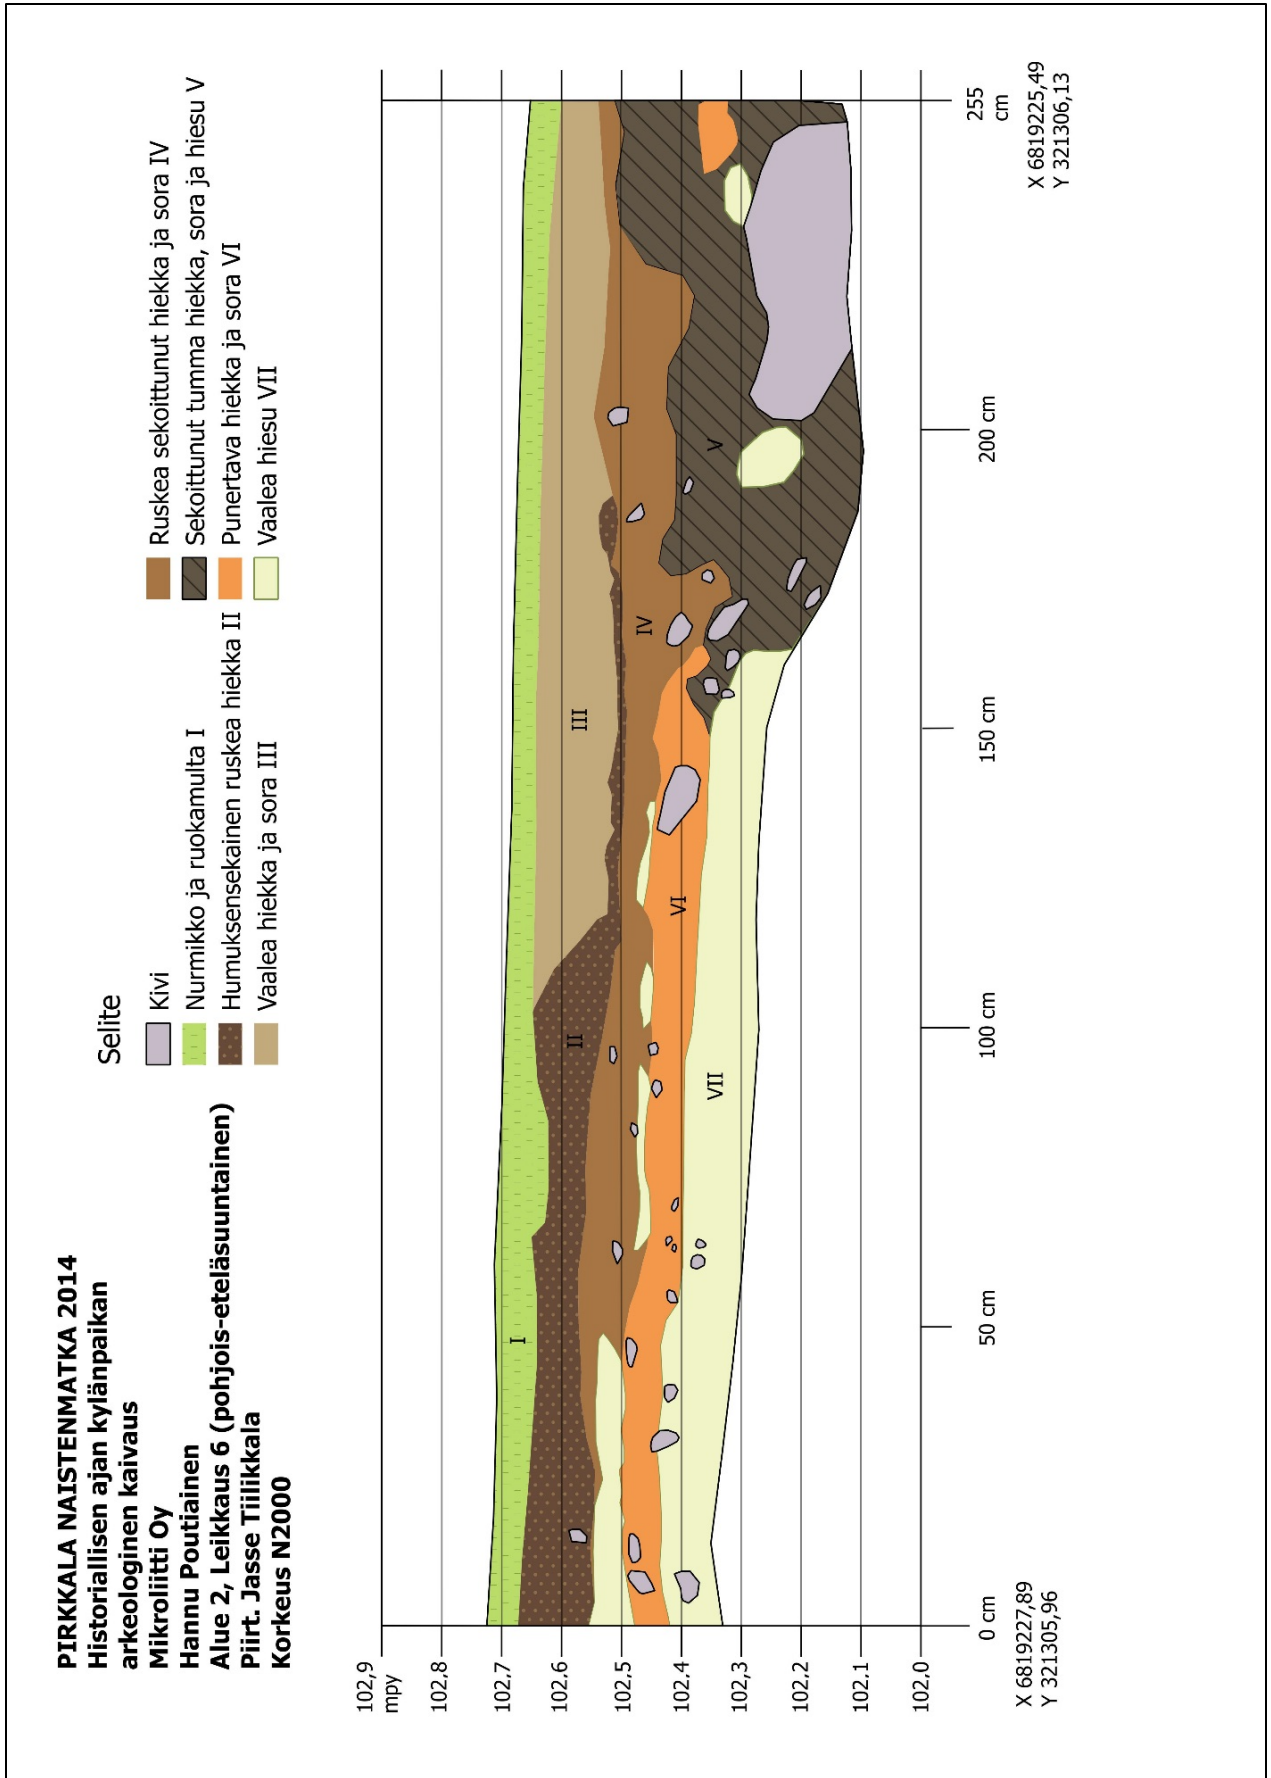 PIRKKALA NAISTENMATKA 2014
Historiallisen ajan kylänpaikan
arkeologinen kaivaus
Mikroliitti Oy
Hannu Poutiainen
Alue 2, Leikkaus 6 (pohjois-eteläsuuntainen)
Piirt. Jasse Tiilikkala
Korkeus N2000
Selite
Kivi
Nurmikko ja ruokamulta I
Humuksensekainen ruskea hiekka II
Vaalea hiekka ja sora III
Ruskea sekoittunut hiekka ja sora IV
Sekoittunut tumma hiekka, sora ja hiesu V
Punertava hiekka ja sora VI
Vaalea hiesu VII
102,9
mpy
102,8
102,7
102,6
102,5
102,4
102,3
102,2
102,1
102,0
I
II
III
IV
V
VI
VII
0 cm
50 cm
100 cm
150 cm
200 cm
255
cm
X 6819227,89
Y 321305,96
X 6819225,49
Y 321306,13